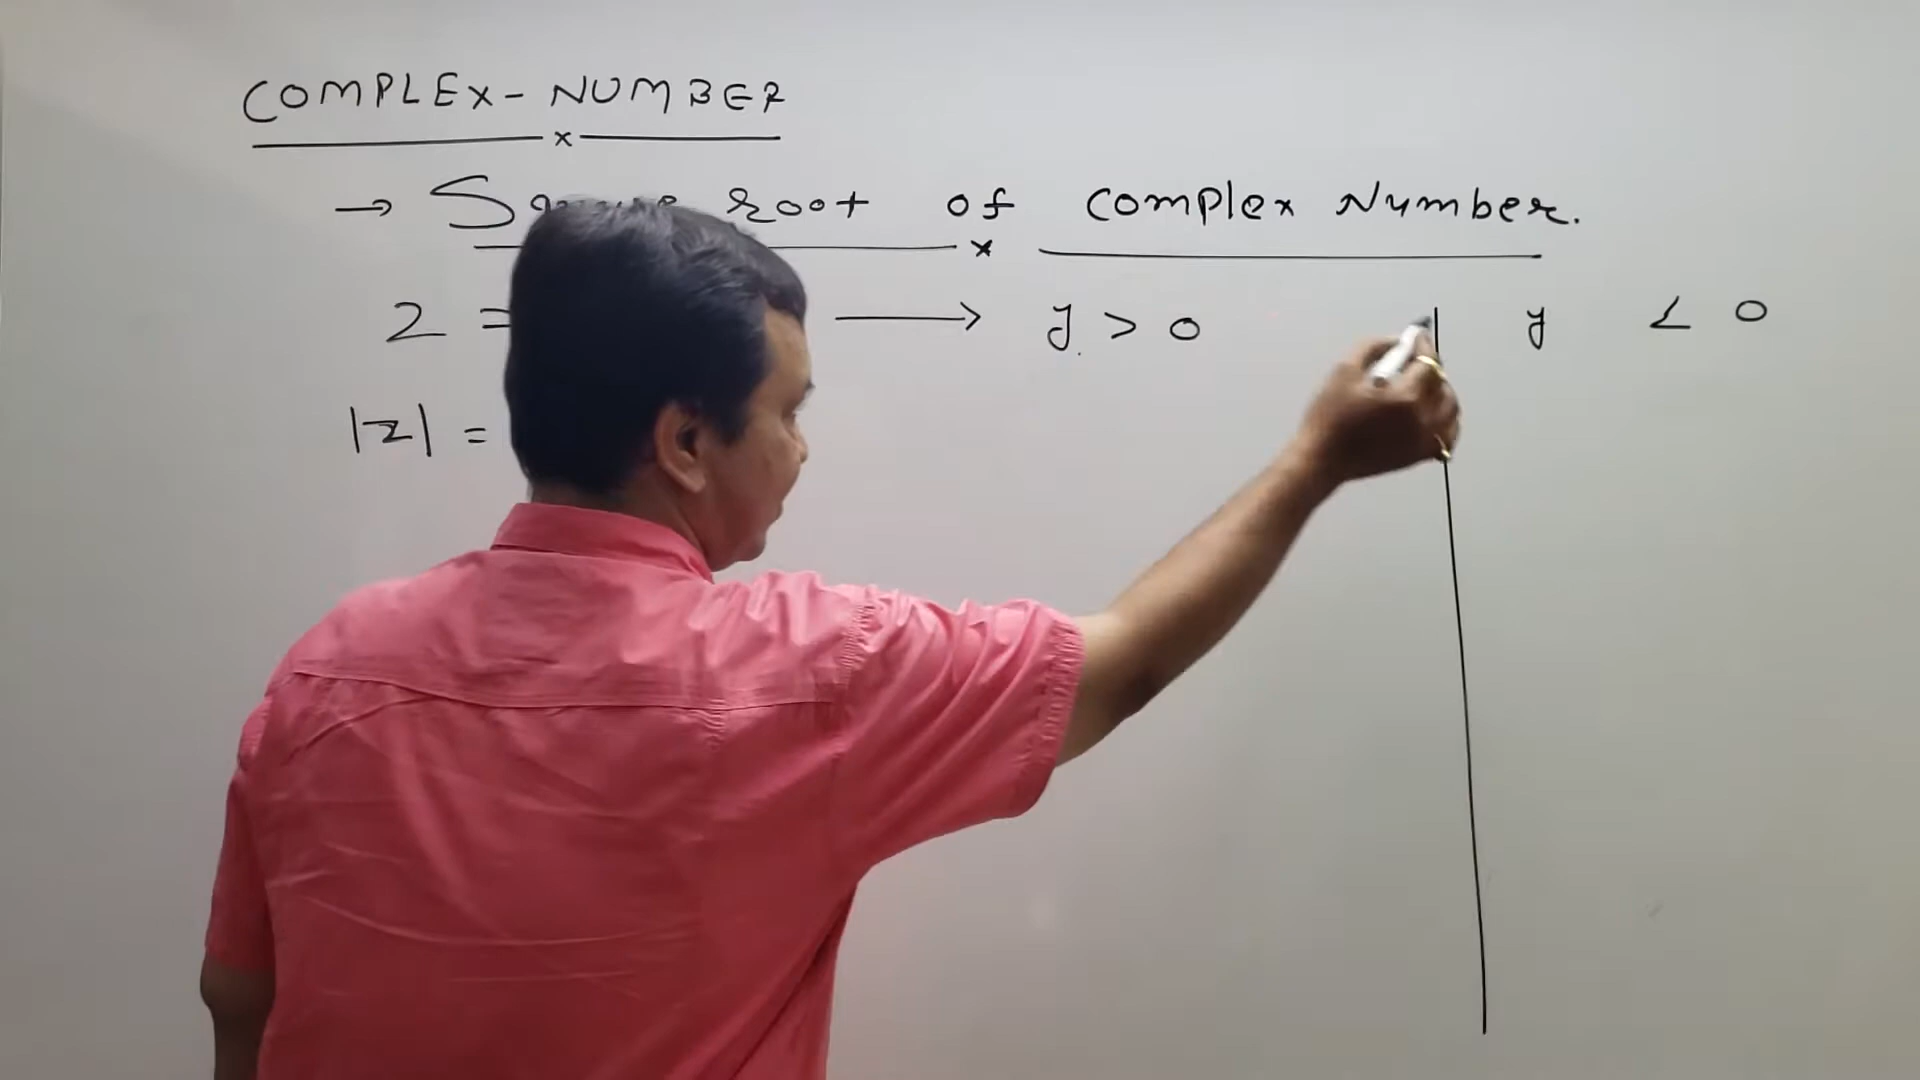 COMPLEX-NUMBER
→ root of complex Number.
z = → y > 0 | y < 0
|z| =